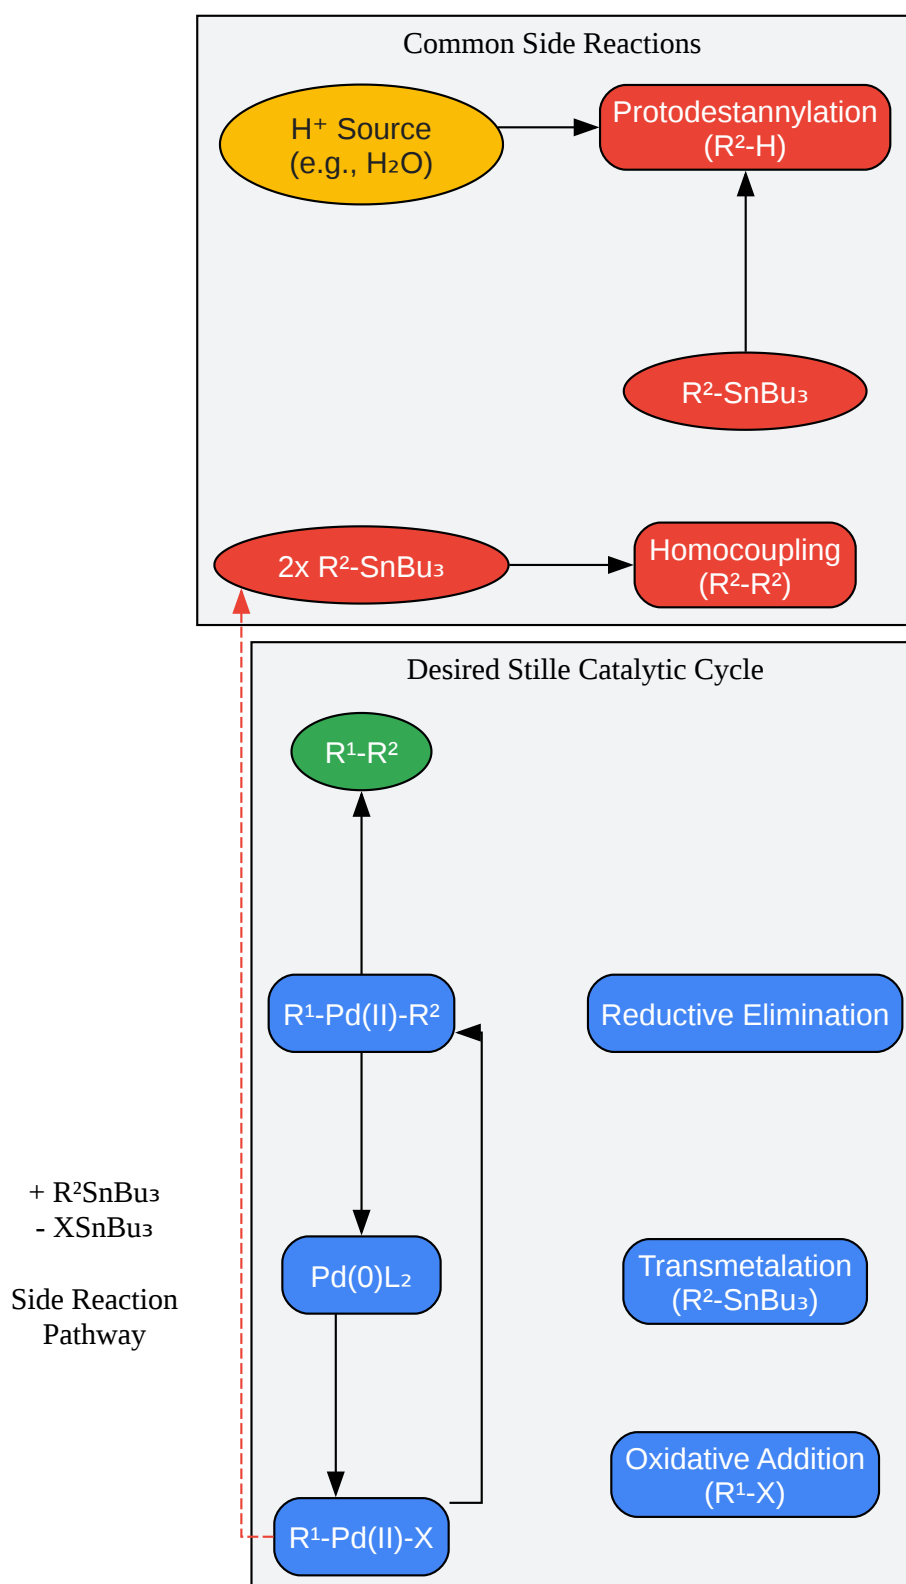 Common Side Reactions
H⁺ Source
(e.g., H₂O)
Protodestannylation
(R²-H)
R²-SnBu₃
2x R²-SnBu₃
Homocoupling
(R²-R²)
Desired Stille Catalytic Cycle
R¹-R²
R¹-Pd(II)-R²
Reductive Elimination
+ R²SnBu₃
- XSnBu₃
Side Reaction
Pathway
Pd(0)L₂
Transmetalation
(R²-SnBu₃)
Oxidative Addition
(R¹-X)
R¹-Pd(II)-X